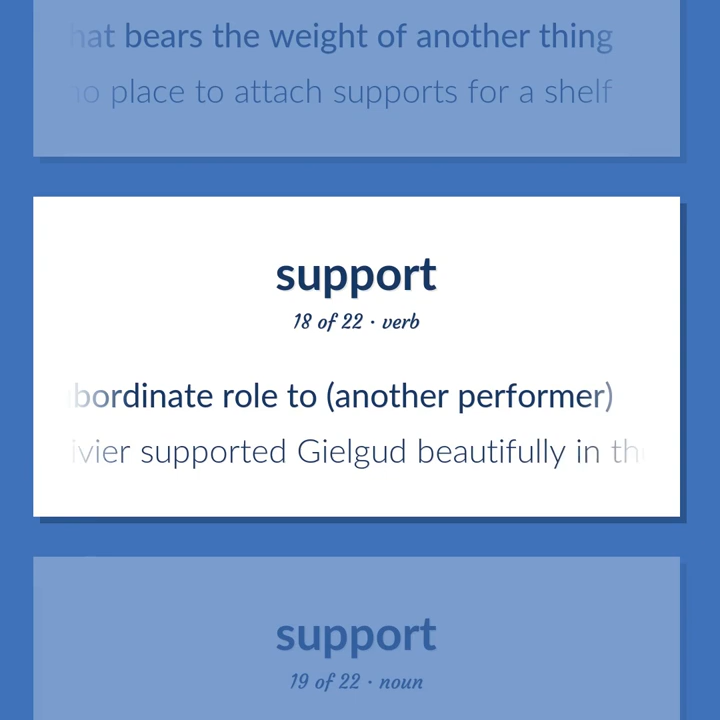 bears the weight of another thing
place to attach supports for a shelf
support
18 of 22 · verb
role to (another performer)
supported Gielgud beautifully in
support
19 of 22 · noun